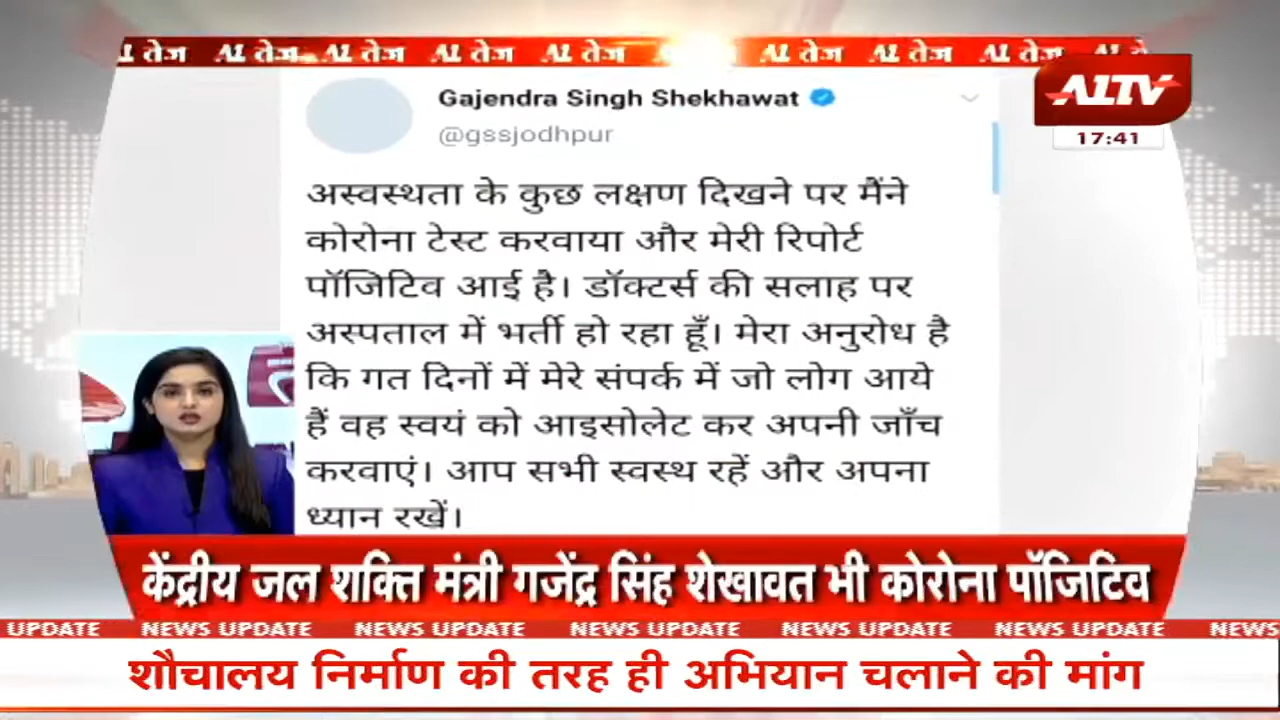 AL तेज AL तेज AL तेज AL तेज AL तेज AL तेज AL तेज AL तेज
ALTV
17:41
Gajendra Singh Shekhawat
@gssjodhpur
अस्वस्थता के कुछ लक्षण दिखने पर मैंने
कोरोना टेस्ट करवाया और मेरी रिपोर्ट
पॉजिटिव आई है। डॉक्टर्स की सलाह पर
अस्पताल में भर्ती हो रहा हूँ। मेरा अनुरोध है
कि गत दिनों में मेरे संपर्क में जो लोग आये
हैं वह स्वयं को आइसोलेट कर अपनी जाँच
करवाएं। आप सभी स्वस्थ रहें और अपना
ध्यान रखें।
केंद्रीय जल शक्ति मंत्री गजेंद्र सिंह शेखावत भी कोरोना पॉजिटिव
UPDATE NEWS UPDATE NEWS UPDATE NEWS UPDATE NEWS UPDATE NEWS UPDATE NEWS
शौचालय निर्माण की तरह ही अभियान चलाने की मांग